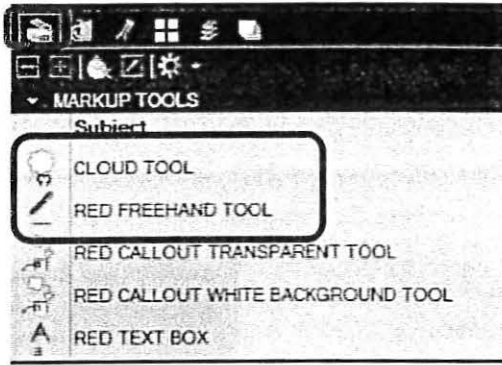 MARKUP TOOLS
Subject
CLOUD TOOL
RED FREEHAND TOOL
RED CALLOUT TRANSPARENT TOOL
RED CALLOUT WHITE BACKGROUND TOOL
RED TEXT BOX